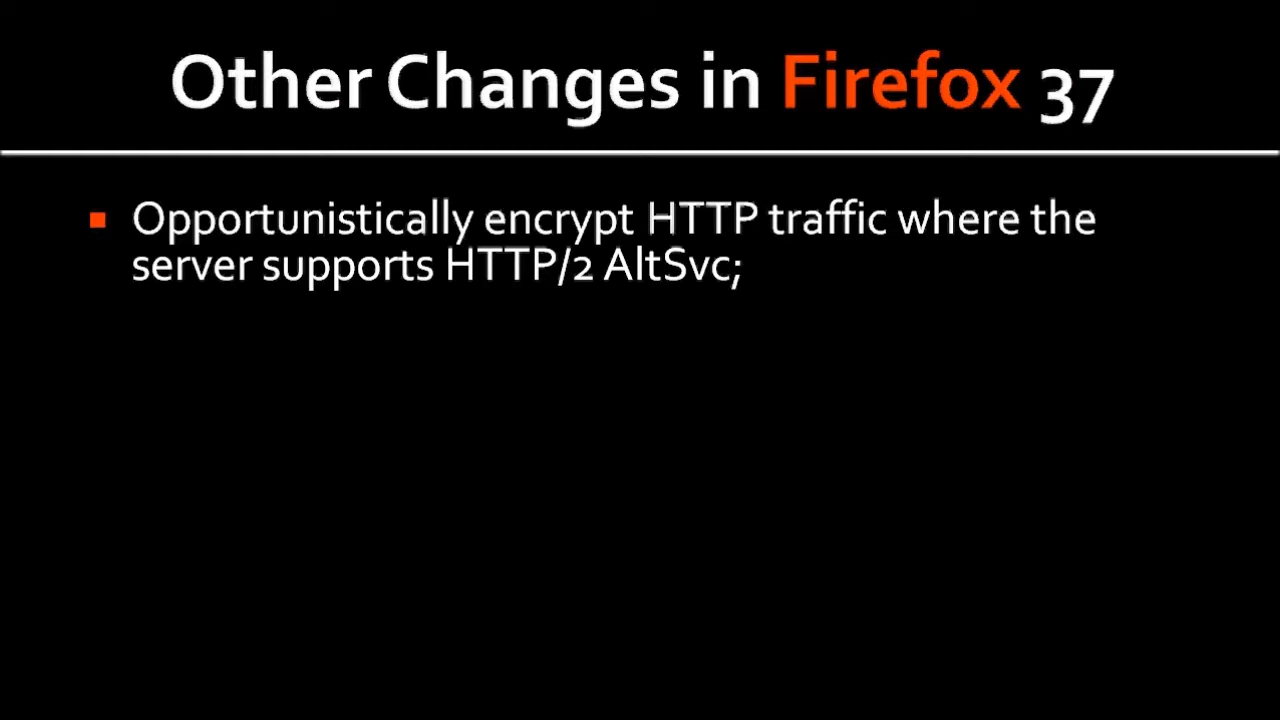 Other Changes in Firefox 37
Opportunistically encrypt HTTP traffic where the
server supports HTTP/2 AltSvc;